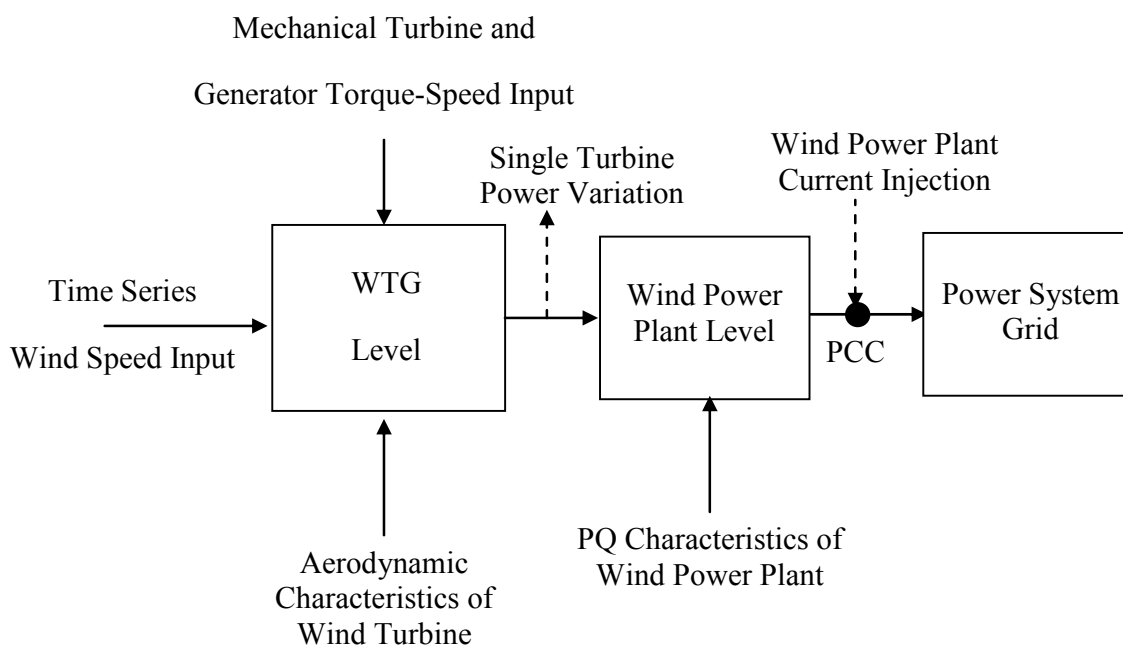 Mechanical Turbine and
Generator Torque-Speed Input
Single Turbine
Power Variation
Wind Power Plant
Current Injection
Time Series
Wind Speed Input
WTG
Level
Wind Power
Plant Level
PCC
Power System
Grid
Aerodynamic
Characteristics of
Wind Turbine
PQ Characteristics of
Wind Power Plant